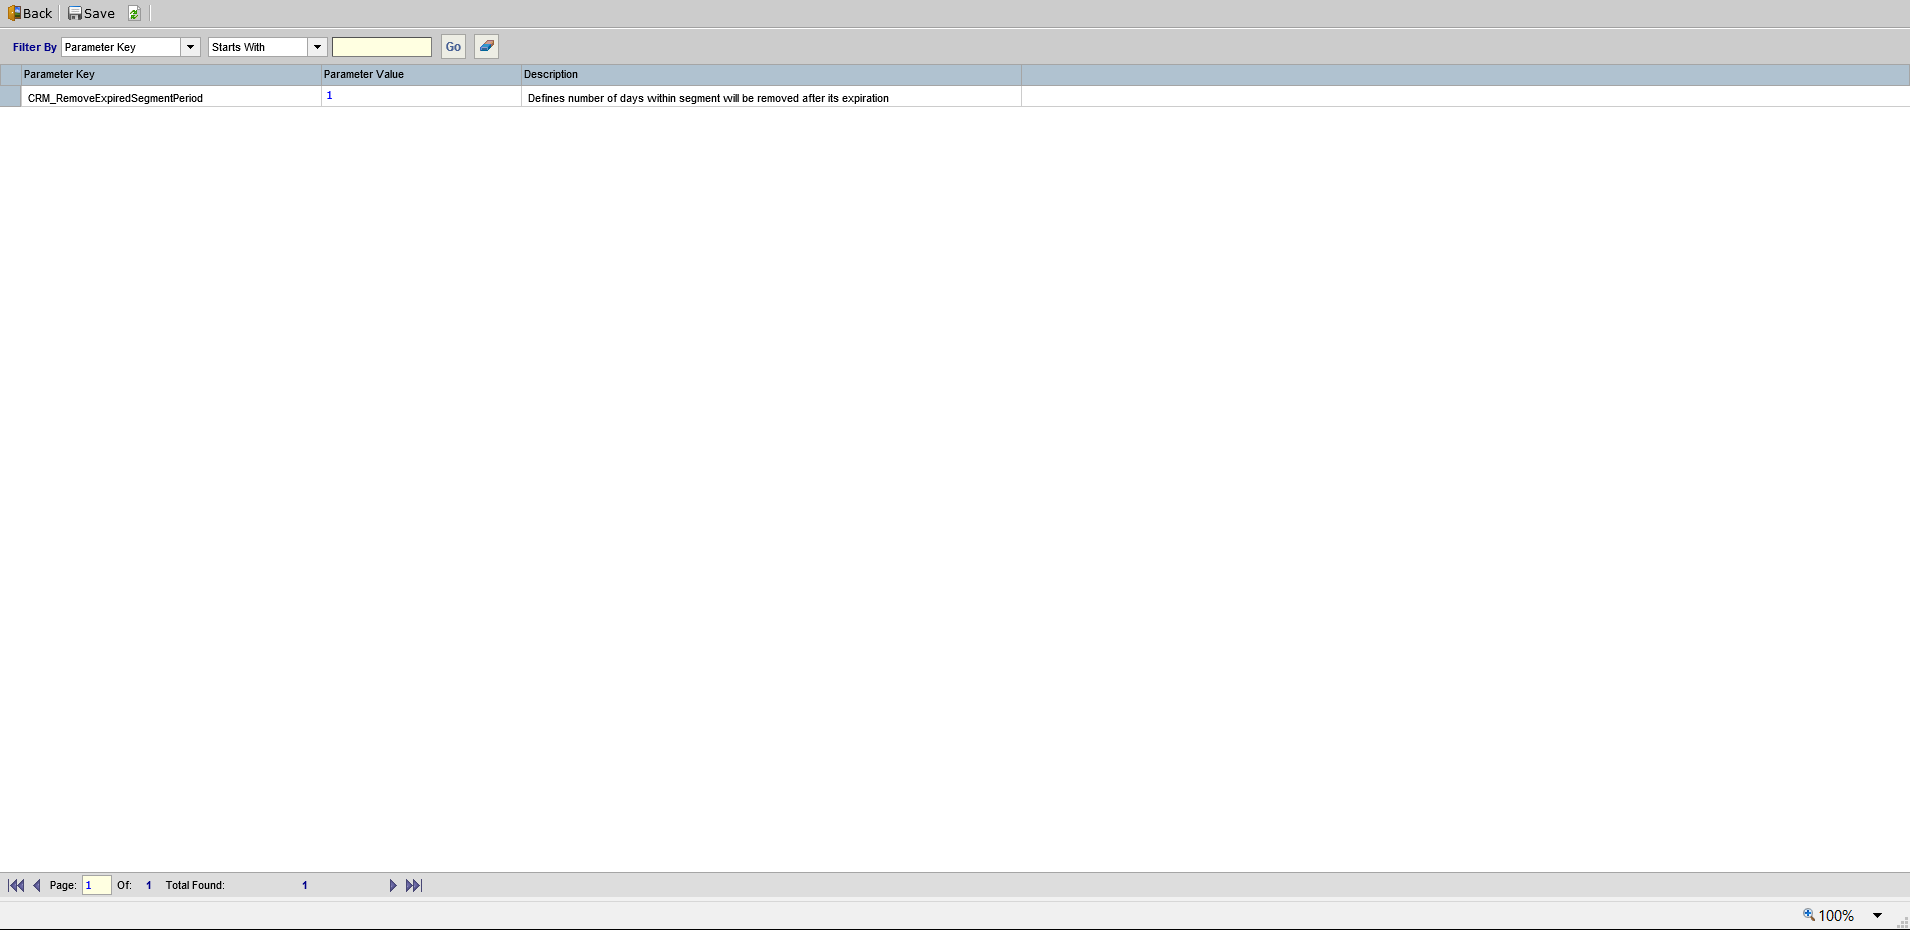 Back Save
Filter By Parameter Key Starts With Go
Parameter Key Parameter Value Description
CRM_RemoveExpiredSegmentPeriod 1 Defines number of days within segment will be removed after its expiration
Page: 1 Of: 1 Total Found: 1
100%